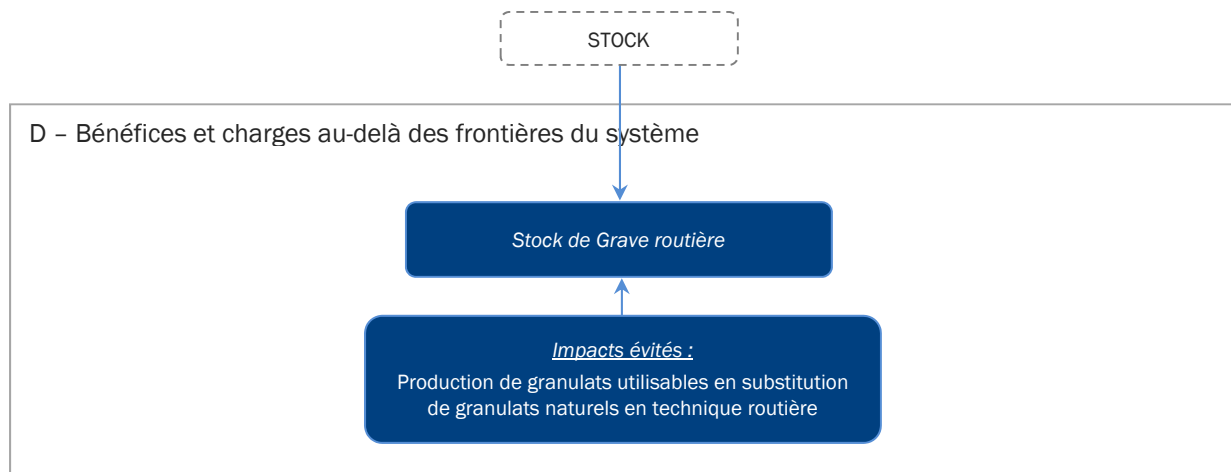 STOCK
D – Bénéfices et charges au-delà des frontières du système
Stock de Grave routière
Impacts évités :
Production de granulats utilisables en substitution
de granulats naturels en technique routière